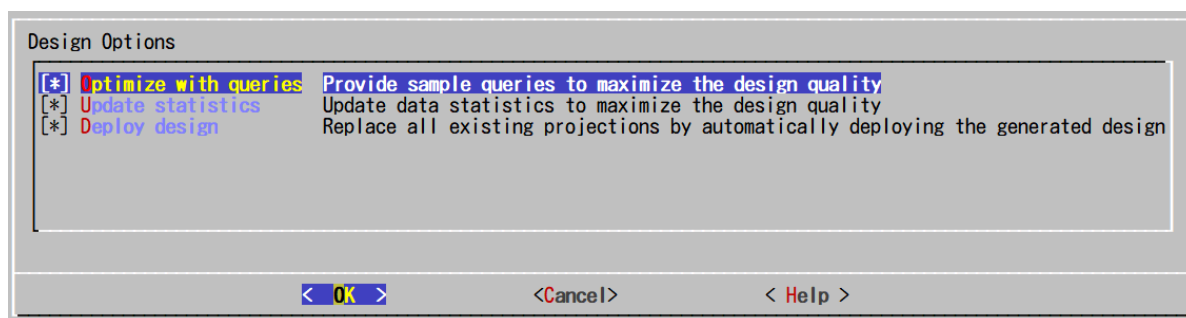 Design Options
[*] Optimize with queries Provide sample queries to maximize the design quality
[*] Update statistics Update data statistics to maximize the design quality
[*] Deploy design Replace all existing projections by automatically deploying the generated design
< OK > <Cancel> < Help >